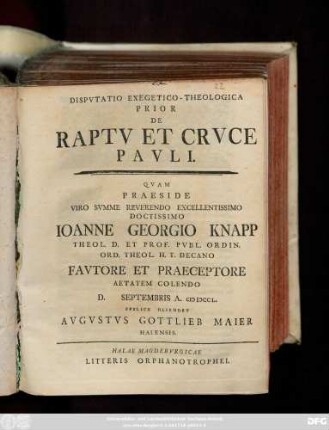 22
DISPVTATIO EXEGETICO-THEOLOGICA
PRIOR
DE
RAPTV ET CRVCE
PAVLI.
QVAM
PRAESIDE
VIRO SVMME REVERENDO EXCELLENTISSIMO
DOCTISSIMO
IOANNE GEORGIO KNAPP
THEOL. D. ET PROF. PVBL. ORDIN.
ORD. THEOL. H. T. DECANO
FAVTORE ET PRAECEPTORE
AETATEM COLENDO
D. SEPTEMBRIS A. CIƆIƆCCL.
PVBLICE DEFENDET
AVGVSTVS GOTTLIEB MAIER
HALENSIS.
HALAE MAGDEBVRGICAE
LITTERIS ORPHANOTROPHEI.
DFG